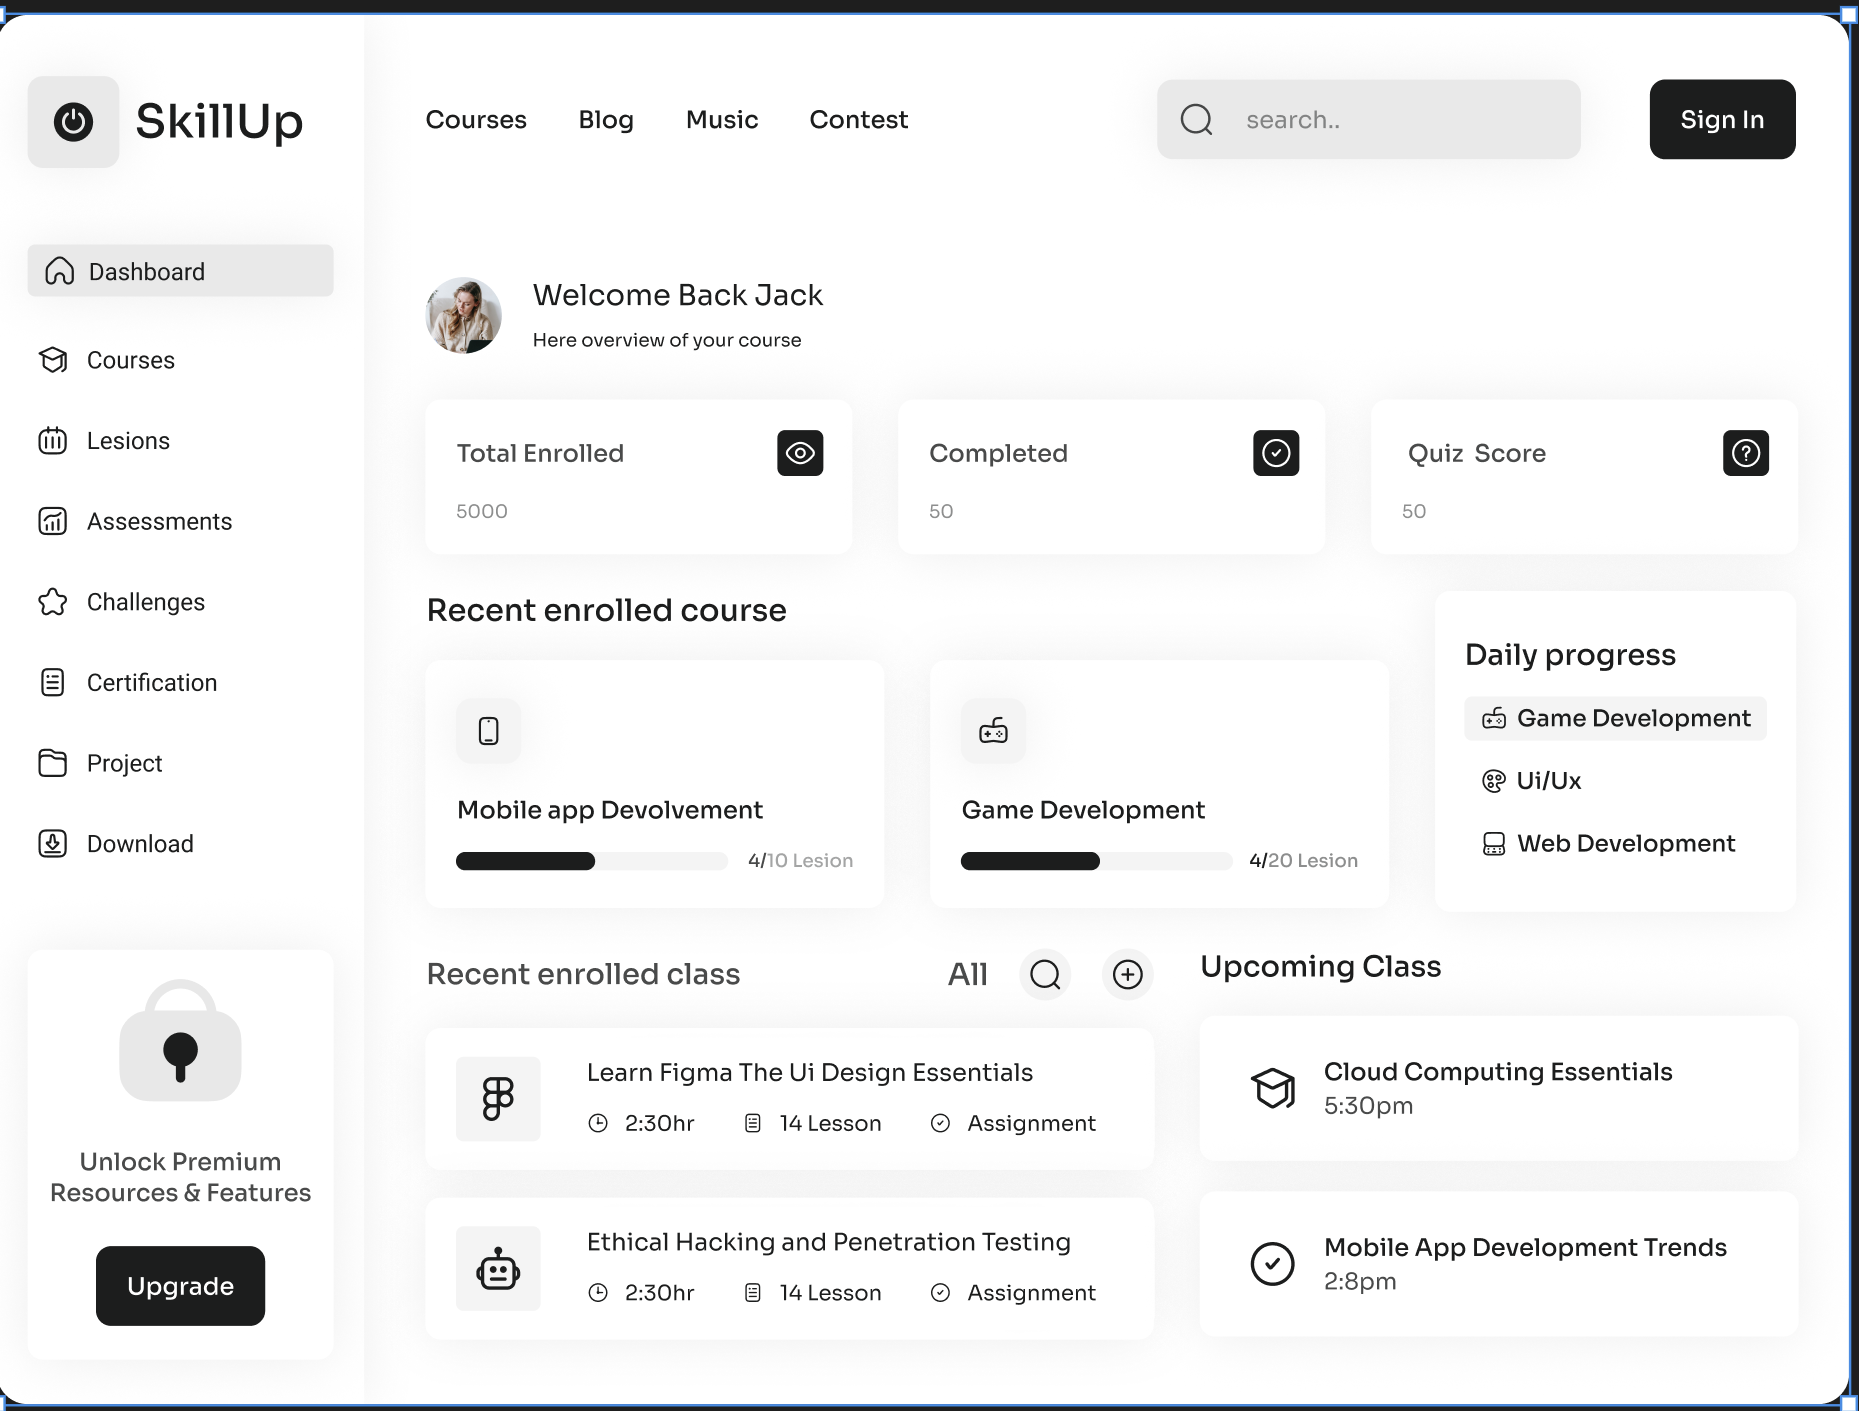 SkillUp
Courses
Blog
Music
Contest
search..
Sign In
Dashboard
Courses
Lesions
Assessments
Challenges
Certification
Project
Download
Unlock Premium
Resources & Features
Upgrade
Welcome Back Jack
Here overview of your course
Total Enrolled
5000
Completed
50
Quiz Score
50
Recent enrolled course
Mobile app Devolvement
4/10 Lesion
Game Development
4/20 Lesion
Daily progress
Game Development
Ui/Ux
Web Development
Recent enrolled class
All
Learn Figma The Ui Design Essentials
2:30hr
14 Lesson
Assignment
Ethical Hacking and Penetration Testing
2:30hr
14 Lesson
Assignment
Upcoming Class
Cloud Computing Essentials
5:30pm
Mobile App Development Trends
2:8pm